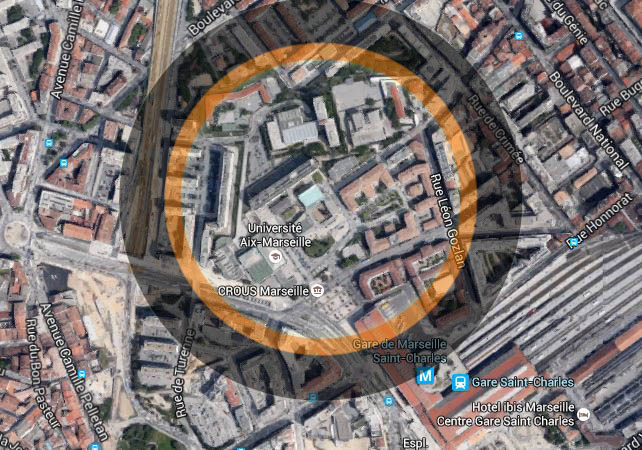 Boulevard
Avenue Camille
du Génie
Boulevard National
Rue Bug
Rue de Crimée
Rue Honnorat
Rue Léon Gozlan
Université
Aix-Marseille
CROUS Marseille
Gare de Marseille
Saint-Charles
M
Gare Saint-Charles
Hotel ibis Marseille
Centre Gare Saint Charles
Espl.
Rue de Turenne
Avenue Camille Pelletan
Rue du Bon Pasteur